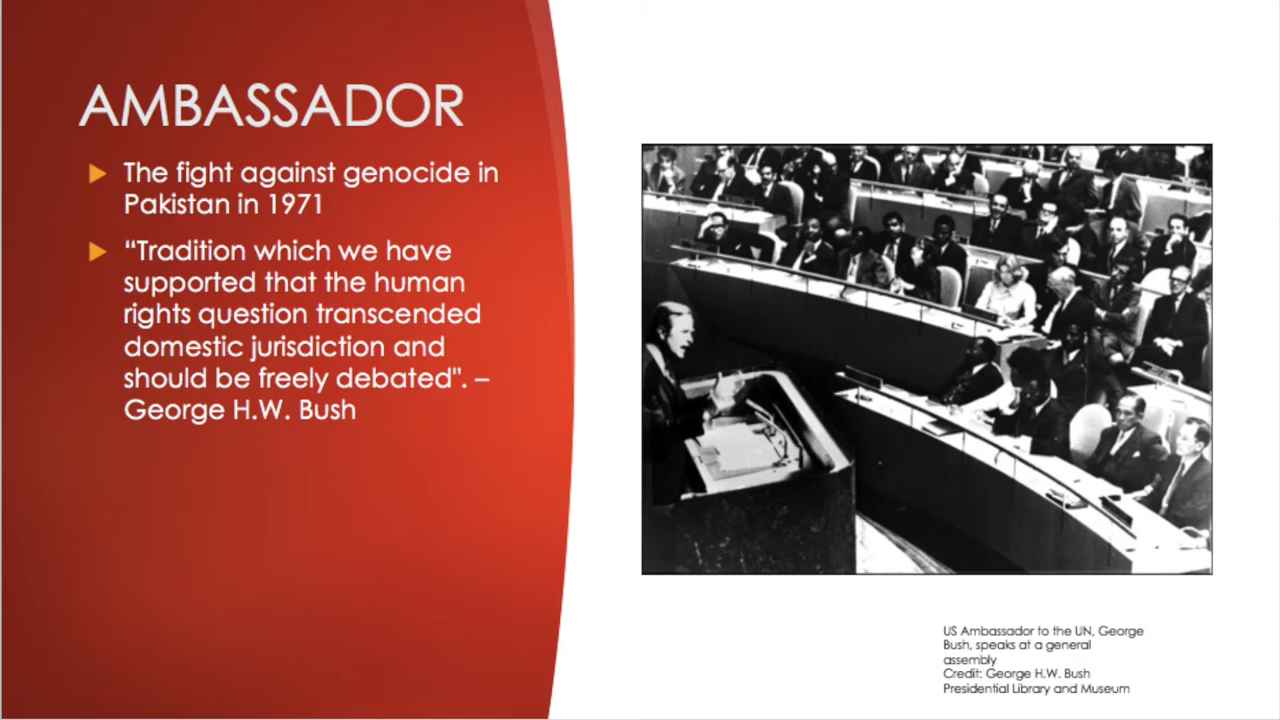 AMBASSADOR
The fight against genocide in
Pakistan in 1971
“Tradition which we have
supported that the human
rights question transcended
domestic jurisdiction and
should be freely debated". –
George H.W. Bush
US Ambassador to the UN, George
Bush, speaks at a general
assembly
Credit: George H.W. Bush
Presidential Library and Museum